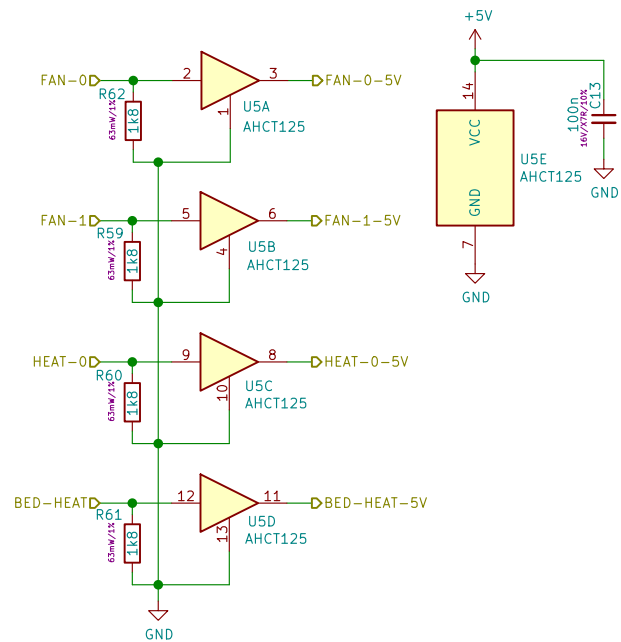 +5V
FAN-0
2
3
FAN-0-5V
R62
1k8
63mW/1%
1
U5A
AHCT125
14
VCC
GND
7
U5E
AHCT125
GND
100n
C13
16V/X7R/10%
GND
FAN-1
5
6
FAN-1-5V
R59
1k8
63mW/1%
4
U5B
AHCT125
HEAT-0
9
8
HEAT-0-5V
R60
1k8
63mW/1%
10
U5C
AHCT125
BED-HEAT
12
11
BED-HEAT-5V
R61
1k8
63mW/1%
13
U5D
AHCT125
GND